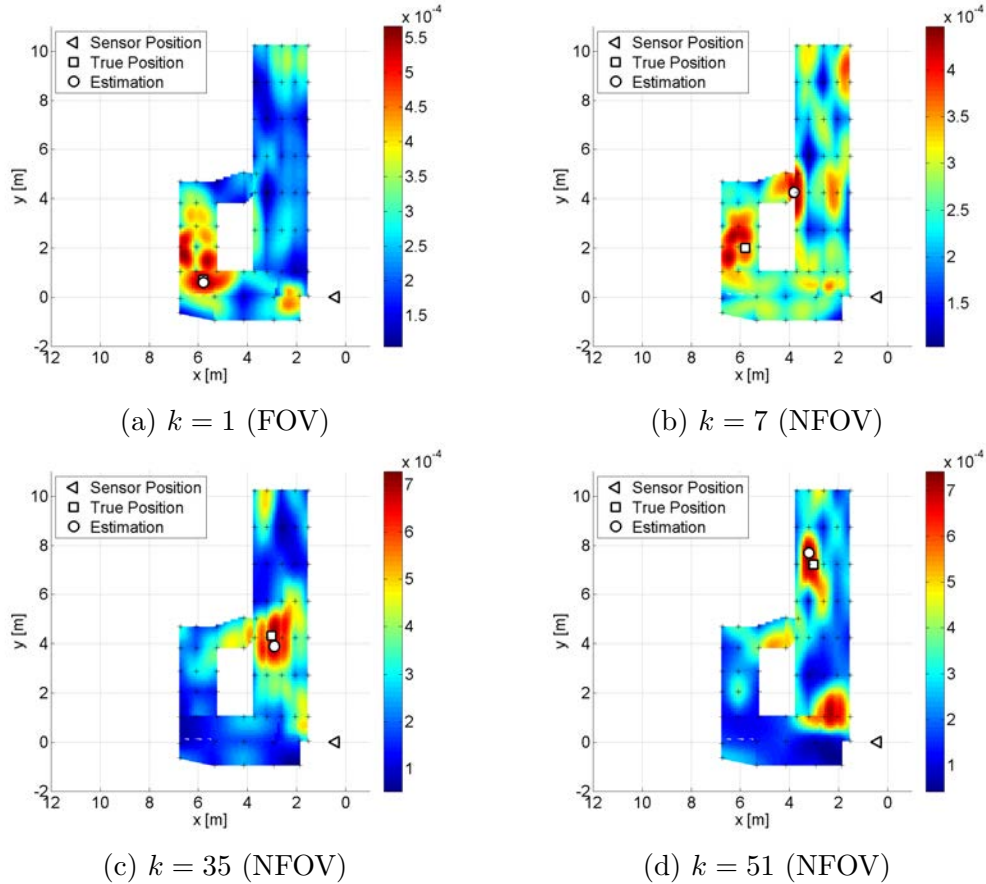 x 10⁻⁴
Sensor Position
True Position
Estimation
10
8
6
4
2
0
-2
y [m]
12 10 8 6 4 2 0
x [m]
5.5
5
4.5
4
3.5
3
2.5
2
1.5
(a) k = 1 (FOV)
x 10⁻⁴
Sensor Position
True Position
Estimation
10
8
6
4
2
0
-2
y [m]
12 10 8 6 4 2 0
x [m]
4
3.5
3
2.5
2
1.5
(b) k = 7 (NFOV)
x 10⁻⁴
Sensor Position
True Position
Estimation
10
8
6
4
2
0
-2
y [m]
12 10 8 6 4 2 0
x [m]
7
6
5
4
3
2
1
(c) k = 35 (NFOV)
x 10⁻⁴
Sensor Position
True Position
Estimation
10
8
6
4
2
0
-2
y [m]
12 10 8 6 4 2 0
x [m]
7
6
5
4
3
2
1
(d) k = 51 (NFOV)